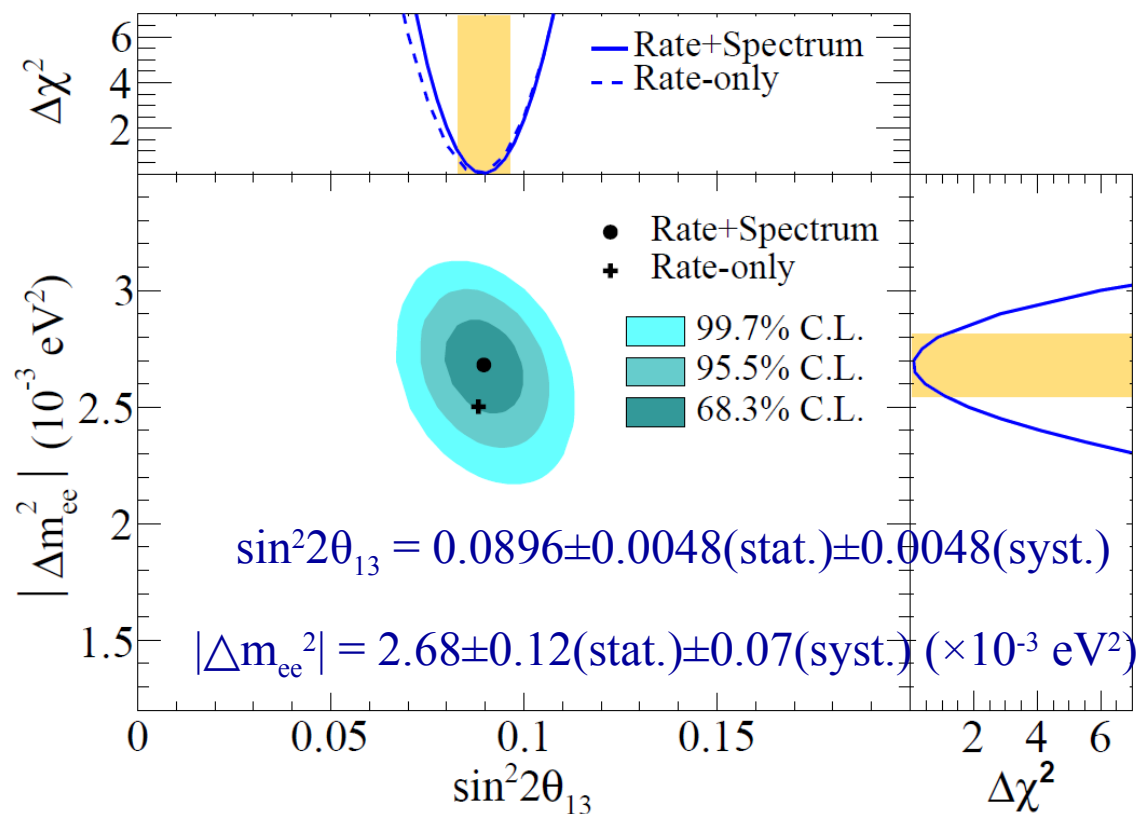 6
4
2
Δχ²
Rate+Spectrum
Rate-only
Rate+Spectrum
Rate-only
99.7% C.L.
95.5% C.L.
68.3% C.L.
3
2.5
2
1.5
|Δm²ₑₑ| (10⁻³ eV²)
sin²2θ₁₃ = 0.0896±0.0048(stat.)±0.0048(syst.)
|△mₑₑ²| = 2.68±0.12(stat.)±0.07(syst.) (×10⁻³ eV²)
0 0.05 0.1 0.15
sin²2θ₁₃
2 4 6
Δχ²